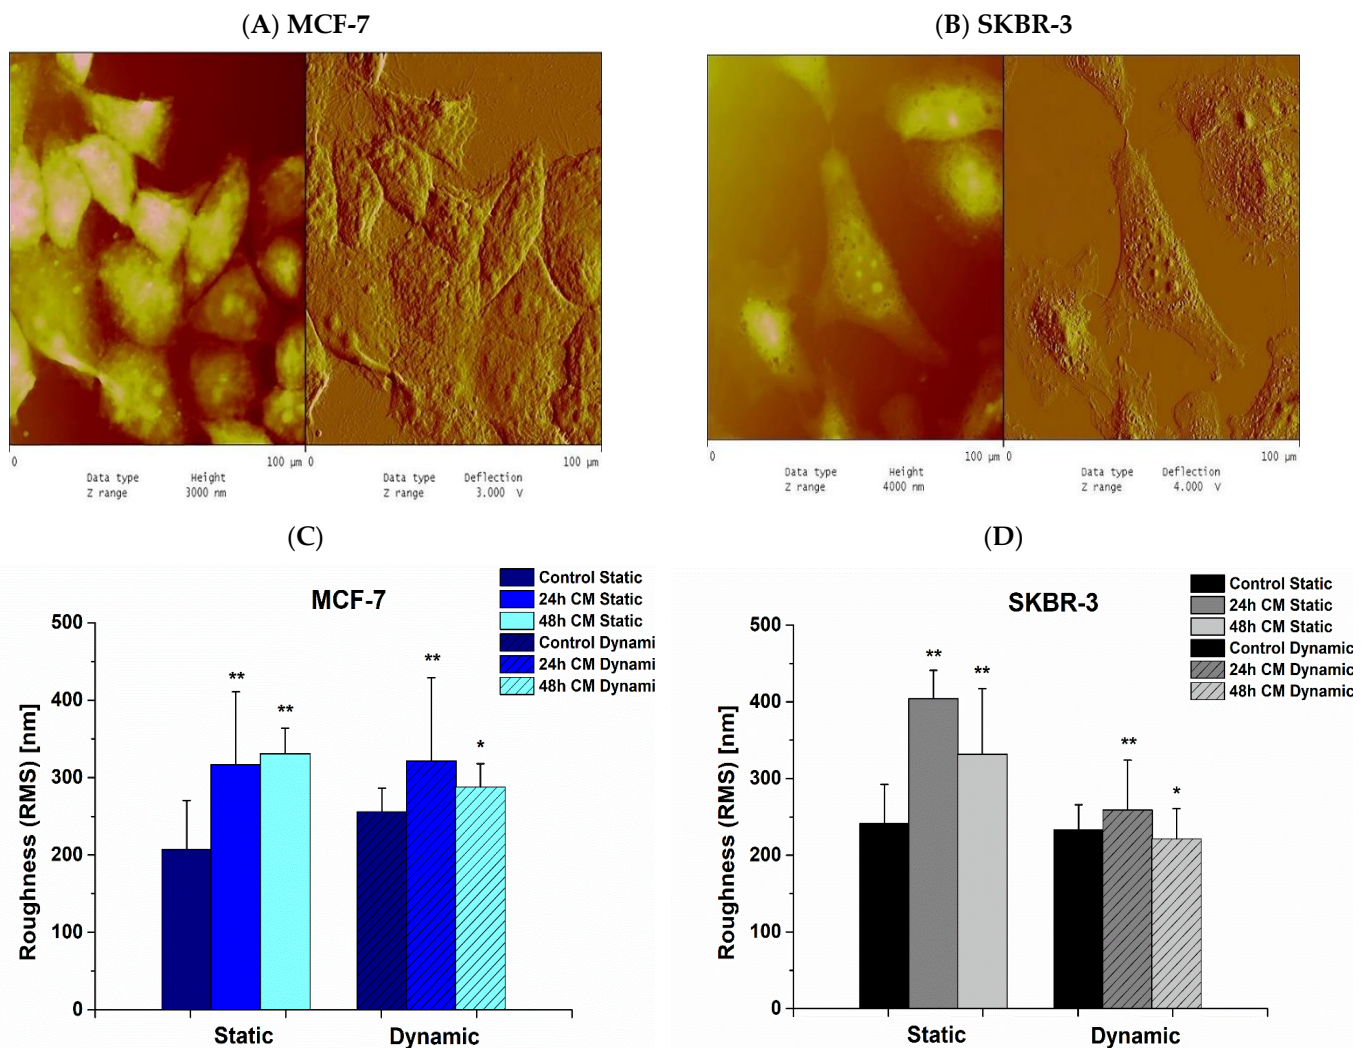 (A) MCF-7
(B) SKBR-3
0 100 µm 0 100 µm
Data type Height Data type Deflection
Z range 3000 nm Z range 3.000 V
0 100 µm 0 100 µm
Data type Height Data type Deflection
Z range 4000 nm Z range 4.000 V
(C)
MCF-7
Control Static
24h CM Static
48h CM Static
Control Dynami
24h CM Dynami
48h CM Dynami
Roughness (RMS) [nm]
500
400
300
200
100
0
** ** ** *
Static Dynamic
(D)
SKBR-3
Control Static
24h CM Static
48h CM Static
Control Dynamic
24h CM Dynamic
48h CM Dynamic
Roughness (RMS) [nm]
500
400
300
200
100
0
** ** ** *
Static Dynamic